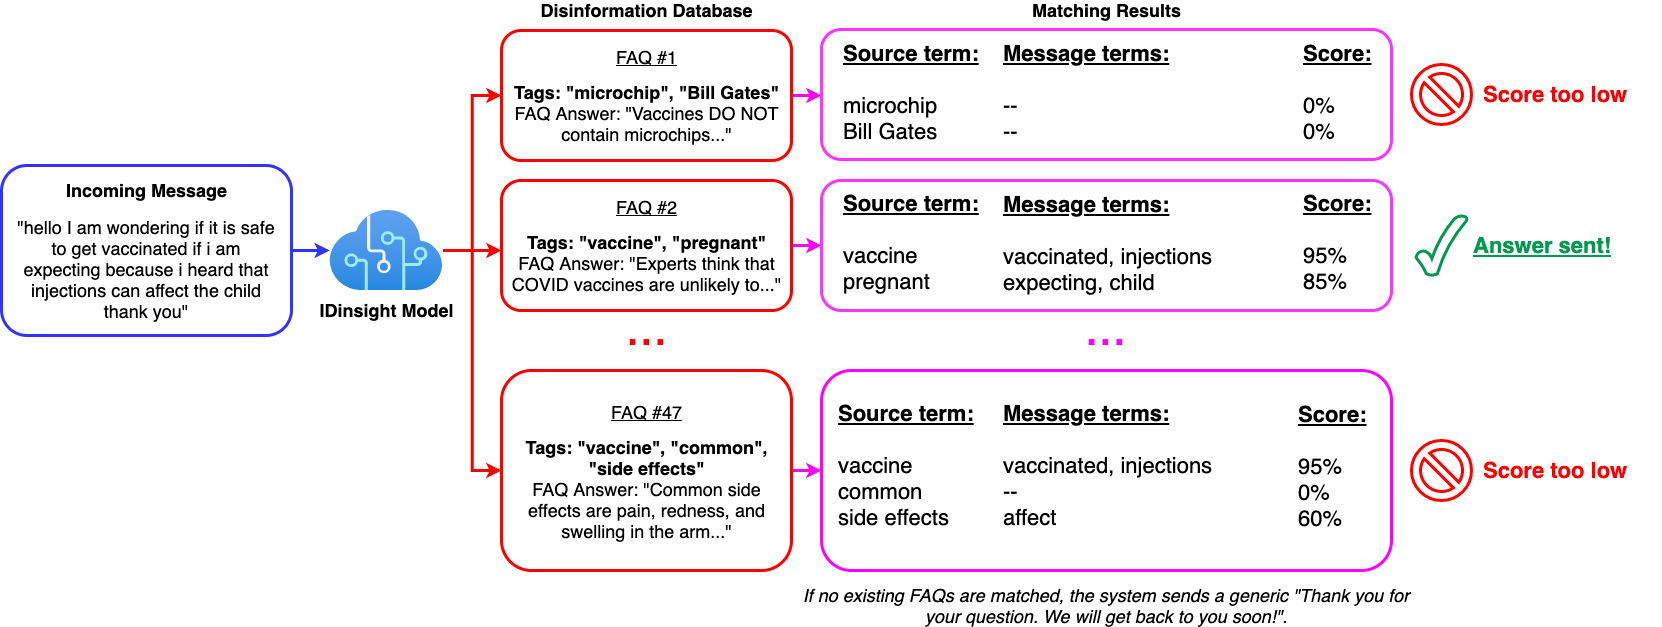 Disinformation Database
Matching Results
Incoming Message
"hello I am wondering if it is safe
to get vaccinated if i am
expecting because i heard that
injections can affect the child
thank you"
IDinsight Model
FAQ #1
Tags: "microchip", "Bill Gates"
FAQ Answer: "Vaccines DO NOT
contain microchips..."
Source term: Message terms: Score:
microchip -- 0%
Bill Gates -- 0%
Score too low
FAQ #2
Tags: "vaccine", "pregnant"
FAQ Answer: "Experts think that
COVID vaccines are unlikely to..."
Source term: Message terms: Score:
vaccine vaccinated, injections 95%
pregnant expecting, child 85%
Answer sent!
... ...
FAQ #47
Tags: "vaccine", "common",
"side effects"
FAQ Answer: "Common side
effects are pain, redness, and
swelling in the arm..."
Source term: Message terms: Score:
vaccine vaccinated, injections 95%
common -- 0%
side effects affect 60%
Score too low
If no existing FAQs are matched, the system sends a generic "Thank you for
your question. We will get back to you soon!".